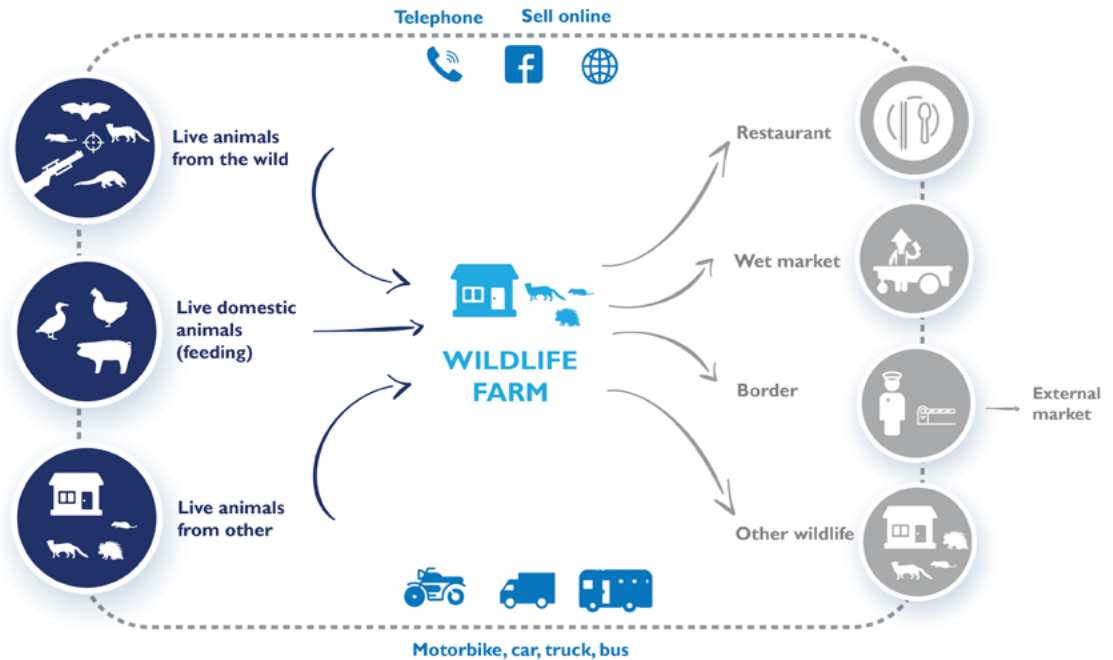 Telephone
Sell online
Live animals
from the wild
Restaurant
Wet market
Live domestic
animals
(feeding)
WILDLIFE
FARM
Border
External
market
Live animals
from other
Other wildlife
Motorbike, car, truck, bus